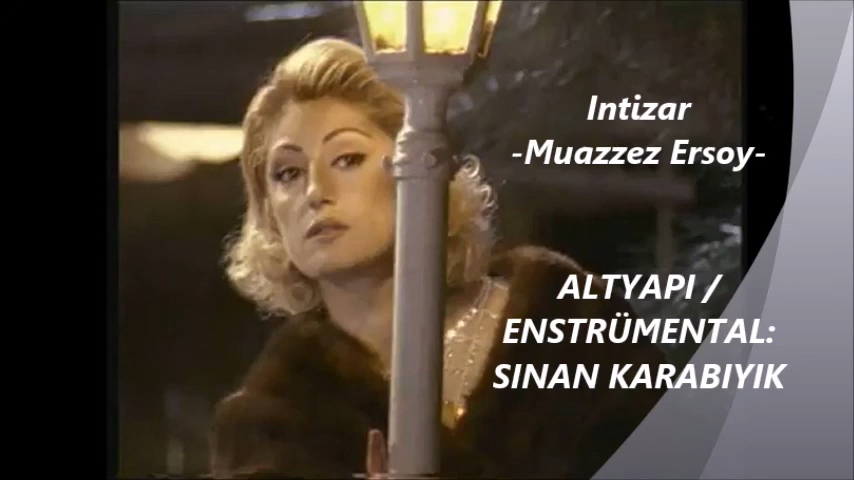 Intizar
-Muazzez Ersoy-
ALTYAPI /
ENSTRÜMENTAL:
SINAN KARABIYIK